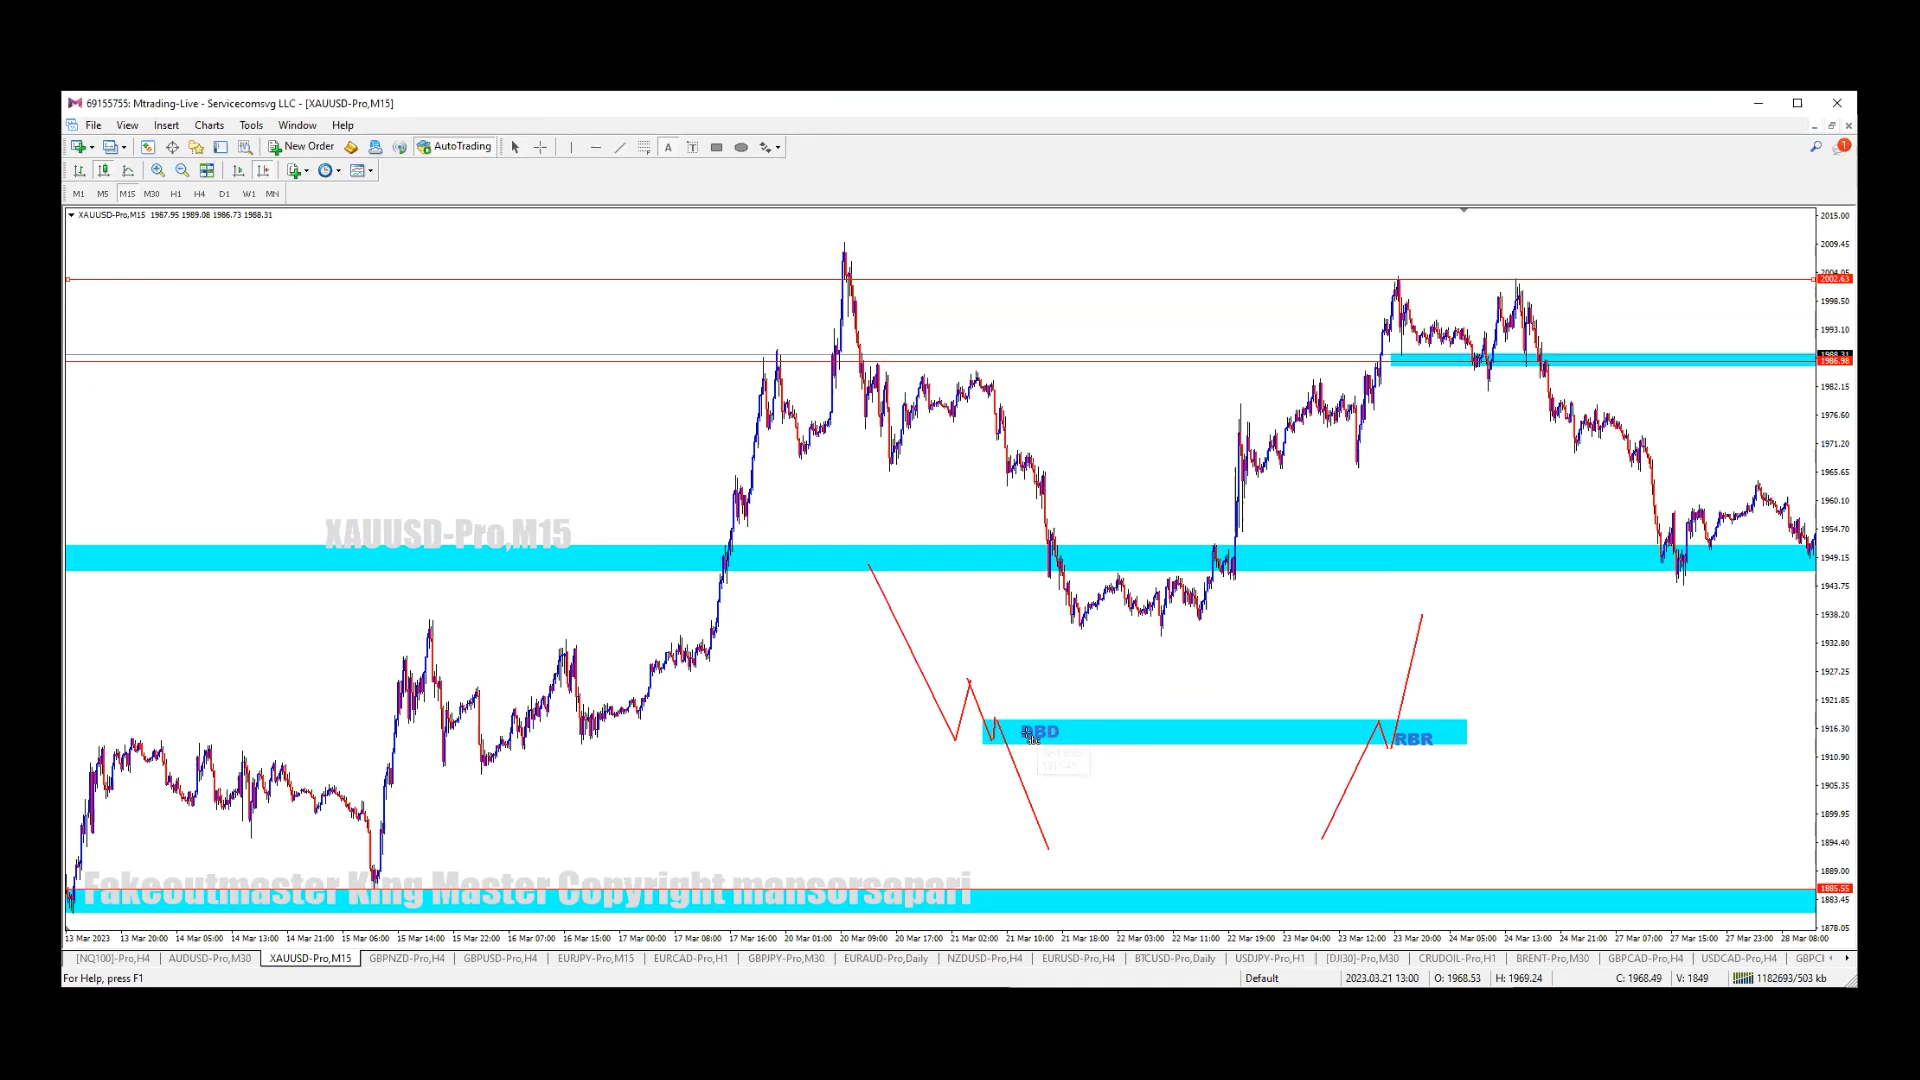 69155755: Mtrading-Live - Servicecomsvg LLC - [XAUUSD-Pro,M15]
File View Insert Charts Tools Window Help
New Order AutoTrading
1
M1 M5 M15 M30 H1 H4 D1 W1 MN
XAUUSD-Pro,M15 1987.95 1989.08 1986.73 1988.31
2015.00
2009.45
2004.05
2002.63
1998.50
1993.10
1988.31
1986.98
1982.15
1976.60
1971.20
1965.65
1960.10
XAUUSD-Pro,M15
1954.70
1949.15
1943.75
1938.20
1932.80
1927.25
1921.85
1916.30
DBD
RBR
1910.90
1905.35
1899.95
1894.40
1889.00
1885.55
1883.45
Fakeoutmaster King Master Copyright mansorsapari
1878.05
13 Mar 2023 13 Mar 20:00 14 Mar 05:00 14 Mar 13:00 14 Mar 21:00 15 Mar 06:00 15 Mar 14:00 15 Mar 22:00 16 Mar 07:00 16 Mar 15:00 17 Mar 00:00 17 Mar 08:00 17 Mar 16:00 20 Mar 01:00 20 Mar 09:00 20 Mar 17:00 21 Mar 02:00 21 Mar 10:00 21 Mar 18:00 22 Mar 03:00 22 Mar 11:00 22 Mar 19:00 23 Mar 04:00 23 Mar 12:00 23 Mar 20:00 24 Mar 05:00 24 Mar 13:00 24 Mar 21:00 27 Mar 07:00 27 Mar 15:00 27 Mar 23:00 28 Mar 08:00
[NQ100]-Pro,H4 AUDUSD-Pro,M30 XAUUSD-Pro,M15 GBPNZD-Pro,H4 GBPUSD-Pro,H4 EURJPY-Pro,M15 EURCAD-Pro,H1 GBPJPY-Pro,M30 EURAUD-Pro,Daily NZDUSD-Pro,H4 EURUSD-Pro,H4 BTCUSD-Pro,Daily USDJPY-Pro,H1 [DJI30]-Pro,M30 CRUDOIL-Pro,H1 BRENT-Pro,M30 GBPCAD-Pro,H4 USDCAD-Pro,H4 GBPCI
For Help, press F1 Default 2023.03.21 13:00 O: 1968.53 H: 1969.24 C: 1968.49 V: 1849 1182693/503 kb